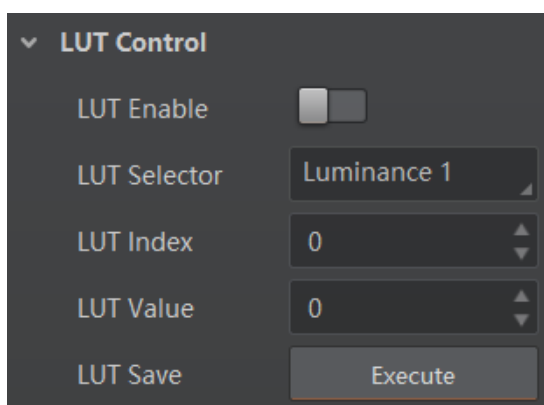 LUT Control
LUT Enable
LUT Selector Luminance 1
LUT Index 0
LUT Value 0
LUT Save Execute